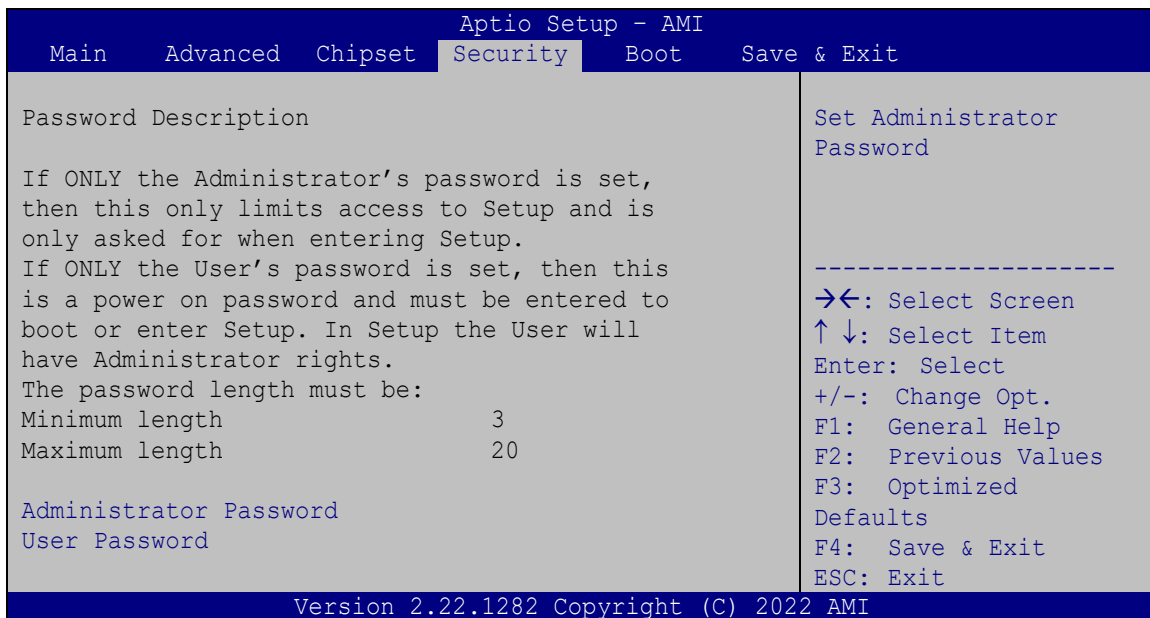 Aptio Setup – AMI
Main Advanced Chipset Security Boot Save & Exit
Password Description
If ONLY the Administrator’s password is set,
then this only limits access to Setup and is
only asked for when entering Setup.
If ONLY the User’s password is set, then this
is a power on password and must be entered to
boot or enter Setup. In Setup the User will
have Administrator rights.
The password length must be:
Minimum length 3
Maximum length 20
Administrator Password
User Password
Set Administrator
Password
---------------------
→←: Select Screen
↑ ↓: Select Item
Enter: Select
+/-: Change Opt.
F1: General Help
F2: Previous Values
F3: Optimized
Defaults
F4: Save & Exit
ESC: Exit
Version 2.22.1282 Copyright (C) 2022 AMI